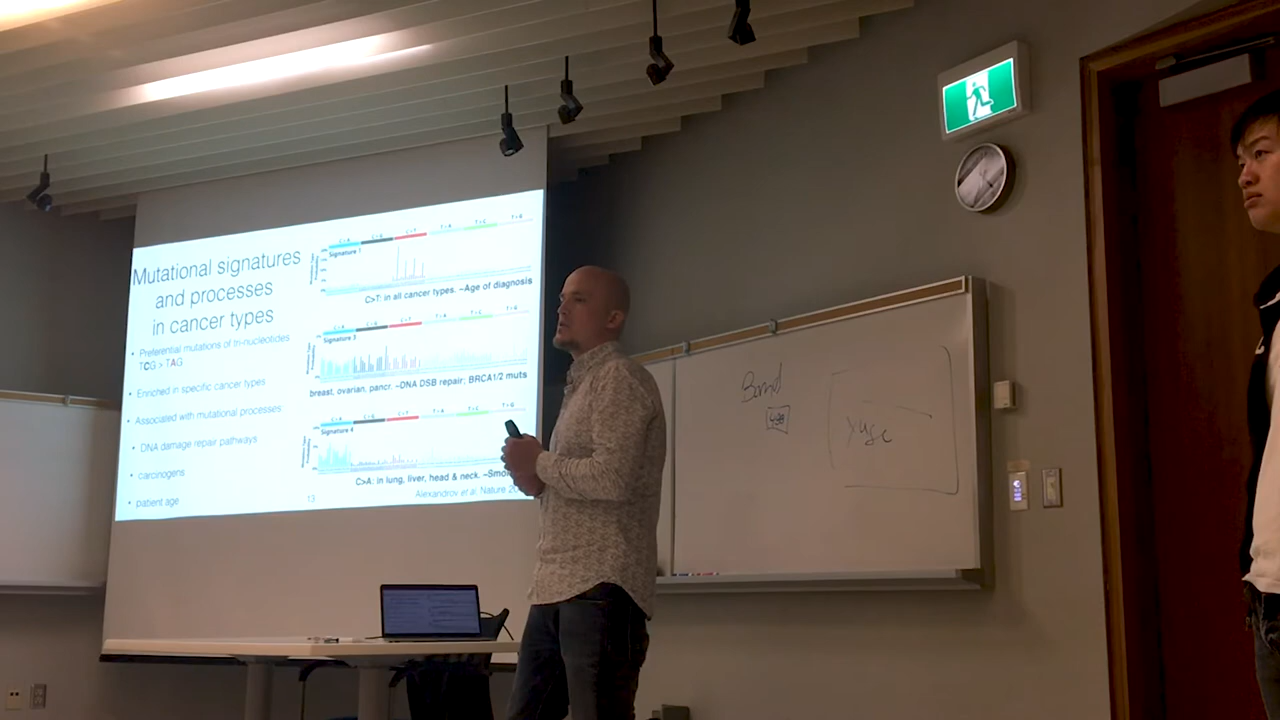 Mutational signatures
and processes
in cancer types
• Preferential mutations of tri-nucleotides
TCG > TAG
• Enriched in specific cancer types
• Associated with mutational processes
• DNA damage repair pathways
• carcinogens
• patient age
C > A C > G C > T T > A T > C T > G
Signature 1
C>T: in all cancer types. –Age of diagnosis
C > A C > G C > T T > A T > C T > G
Signature 3
breast, ovarian, pancr. –DNA DSB repair; BRCA1/2 muts
C > A C > G C > T T > A T > C T > G
Signature 4
C>A: in lung, liver, head & neck. –Smo
13
Alexandrov et al. Nature 20